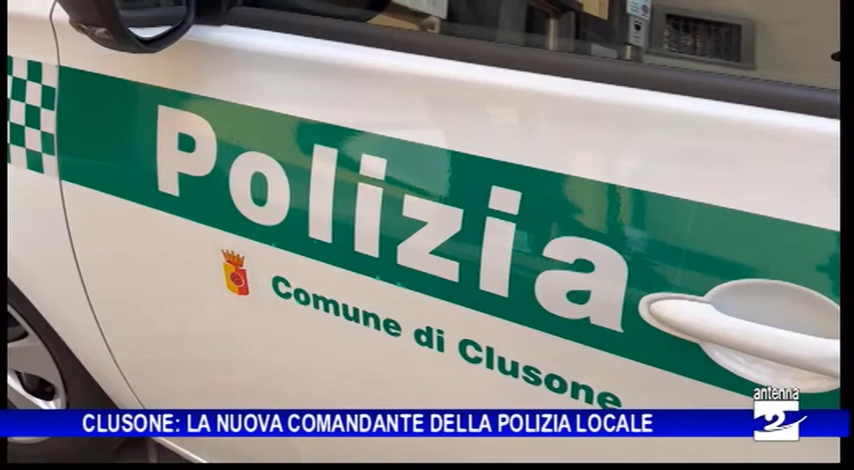 Polizia
Comune di Clusone
antenna
2
CLUSONE: LA NUOVA COMANDANTE DELLA POLIZIA LOCALE